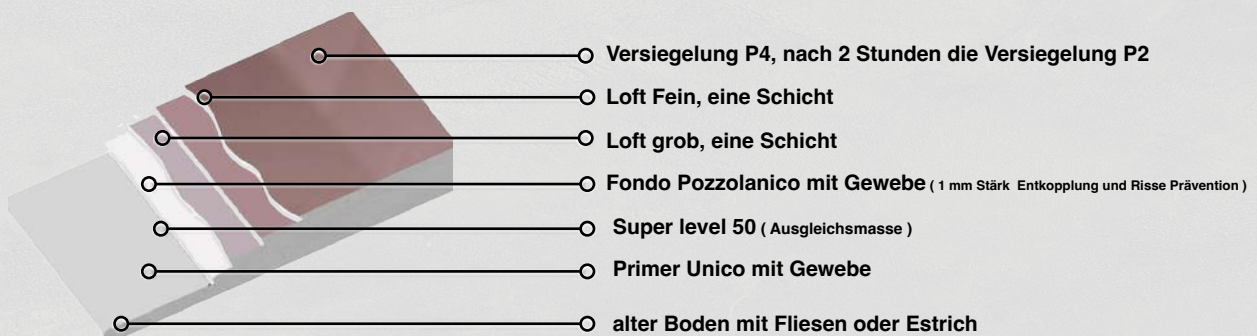 Versiegelung P4, nach 2 Stunden die Versiegelung P2
Loft Fein, eine Schicht
Loft grob, eine Schicht
Fondo Pozzolanico mit Gewebe ( 1 mm Stärk Entkopplung und Risse Prävention )
Super level 50 ( Ausgleichsmasse )
Primer Unico mit Gewebe
alter Boden mit Fliesen oder Estrich